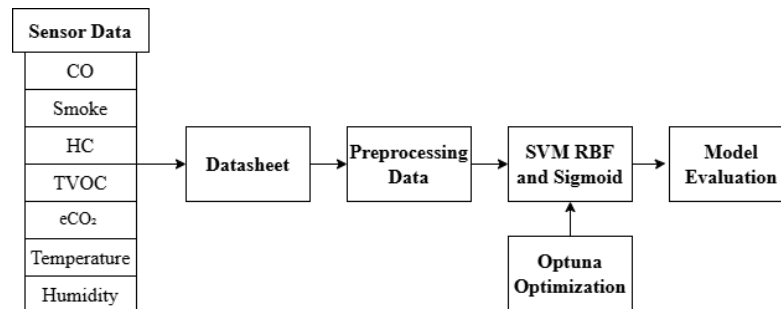 Sensor Data
CO
Smoke
HC
TVOC
eCO₂
Temperature
Humidity
Datasheet
Preprocessing
Data
SVM RBF
and Sigmoid
Model
Evaluation
Optuna
Optimization